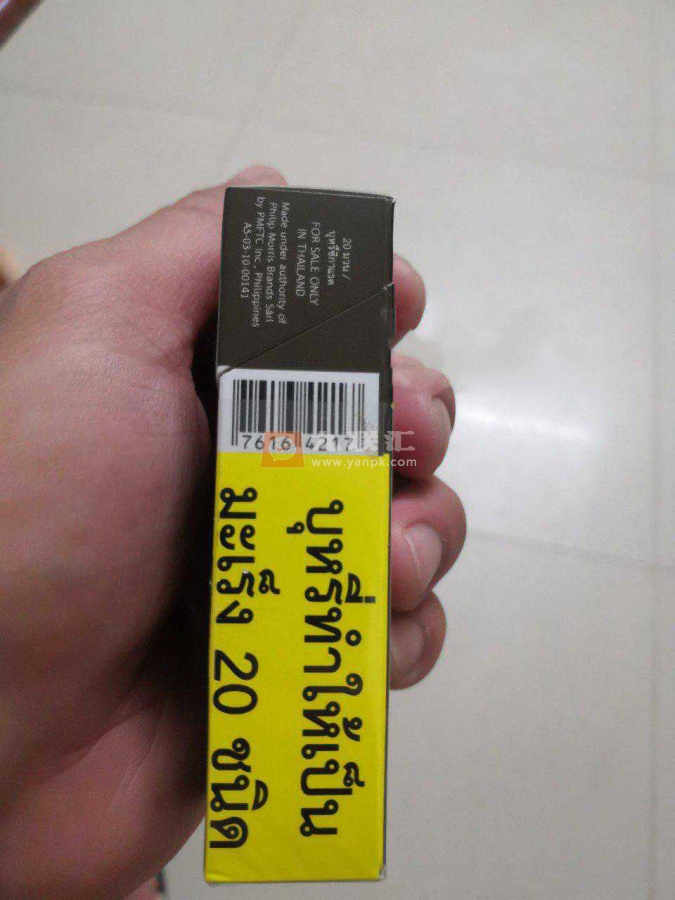 20 มวน /
บุหรี่ซิกาแรต
FOR SALE ONLY
IN THAILAND
Made under authority of
Philip Morris Brands Sàrl
by PMFTC Inc., Philippines
A5-03-10-00141
7616 4217
汇
www.yanpk.com
บุหรี่ทำให้เป็น
มะเร็ง 20 ชนิด